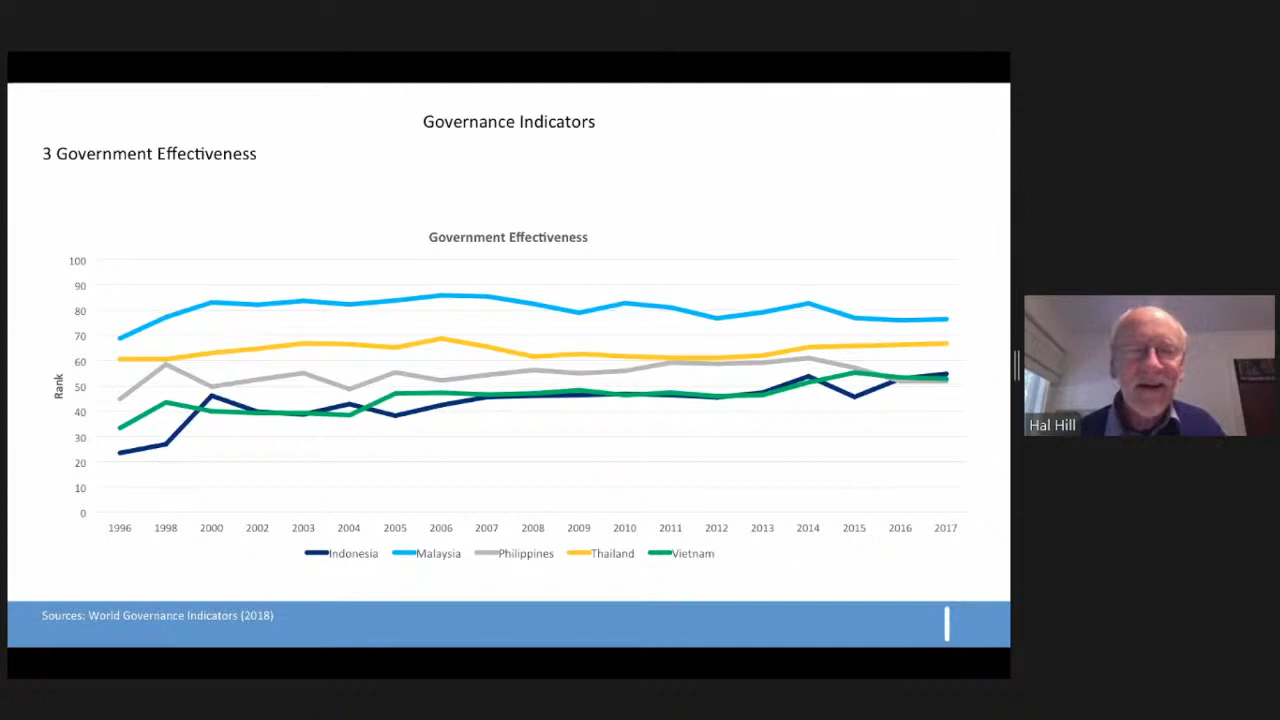 Governance Indicators
3 Government Effectiveness
Government Effectiveness
Rank
100
90
80
70
60
50
40
30
20
10
0
1996 1998 2000 2002 2003 2004 2005 2006 2007 2008 2009 2010 2011 2012 2013 2014 2015 2016 2017
Indonesia Malaysia Philippines Thailand Vietnam
Sources: World Governance Indicators (2018)
Hal Hill